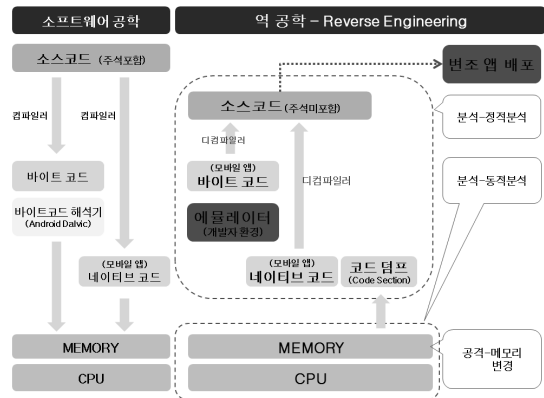 소프트웨어 공학
역 공학 – Reverse Engineering
소스코드 (주석포함)
변조 앱 배포
컴파일러
컴파일러
소스코드 (주석미포함)
분석-정적분석
디컴파일러
디컴파일러
바이트 코드
(모바일 앱)
바이트 코드
분석-동적분석
바이트코드 해석기
(Android Dalvic)
에뮬레이터
(개발자 환경)
(모바일 앱)
네이티브 코드
(모바일 앱)
네이티브 코드
코드 덤프
(Code Section)
MEMORY
MEMORY
공격-메모리
변경
CPU
CPU